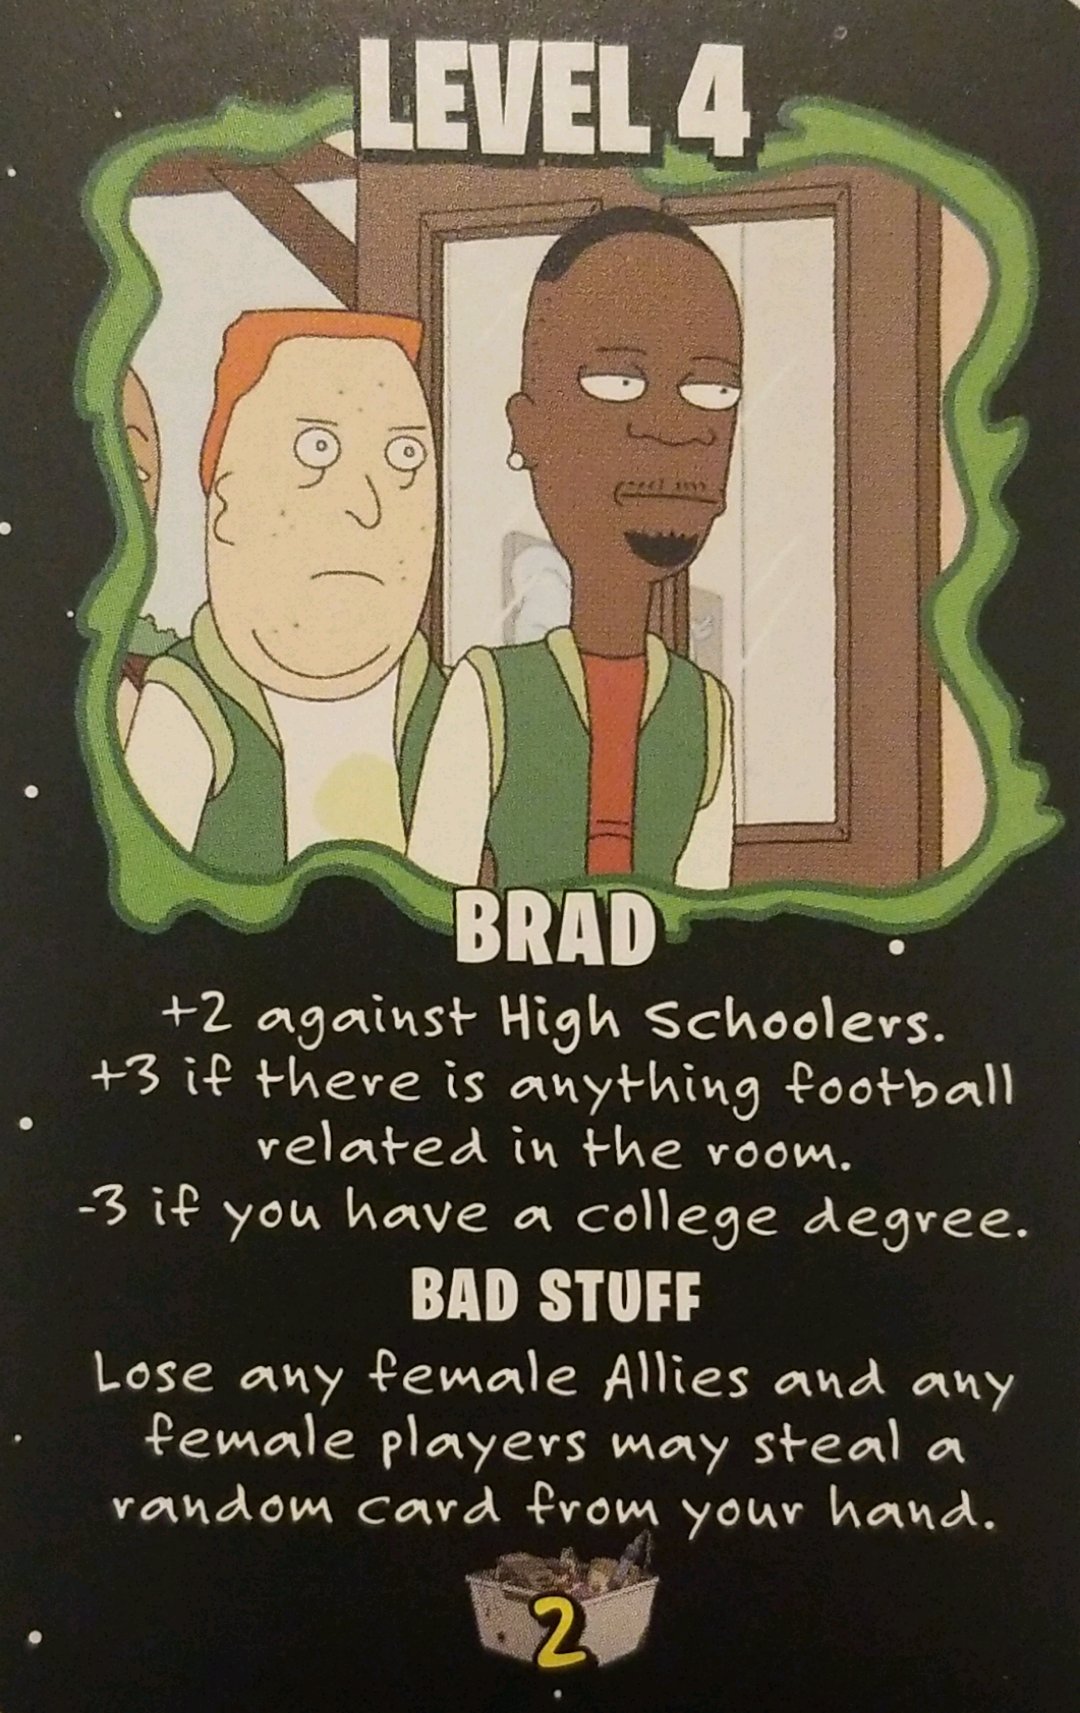 LEVEL 4
BRAD
+2 against High Schoolers.
+3 if there is anything football
related in the room.
-3 if you have a college degree.
BAD STUFF
Lose any female Allies and any
female players may steal a
random card from your hand.
2